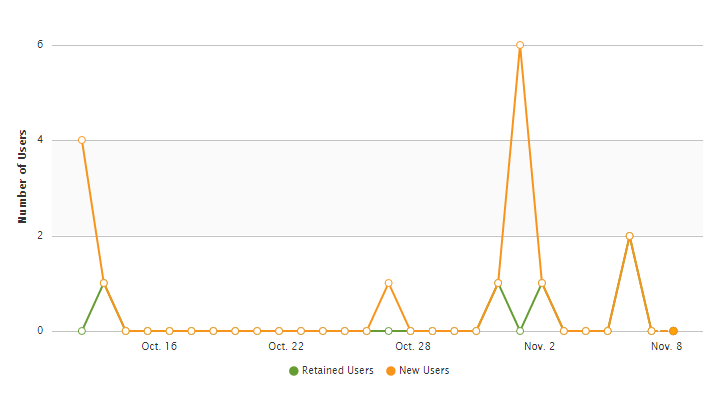 6
4
2
0
Number of Users
Oct. 16
Oct. 22
Oct. 28
Nov. 2
Nov. 8
Retained Users
New Users